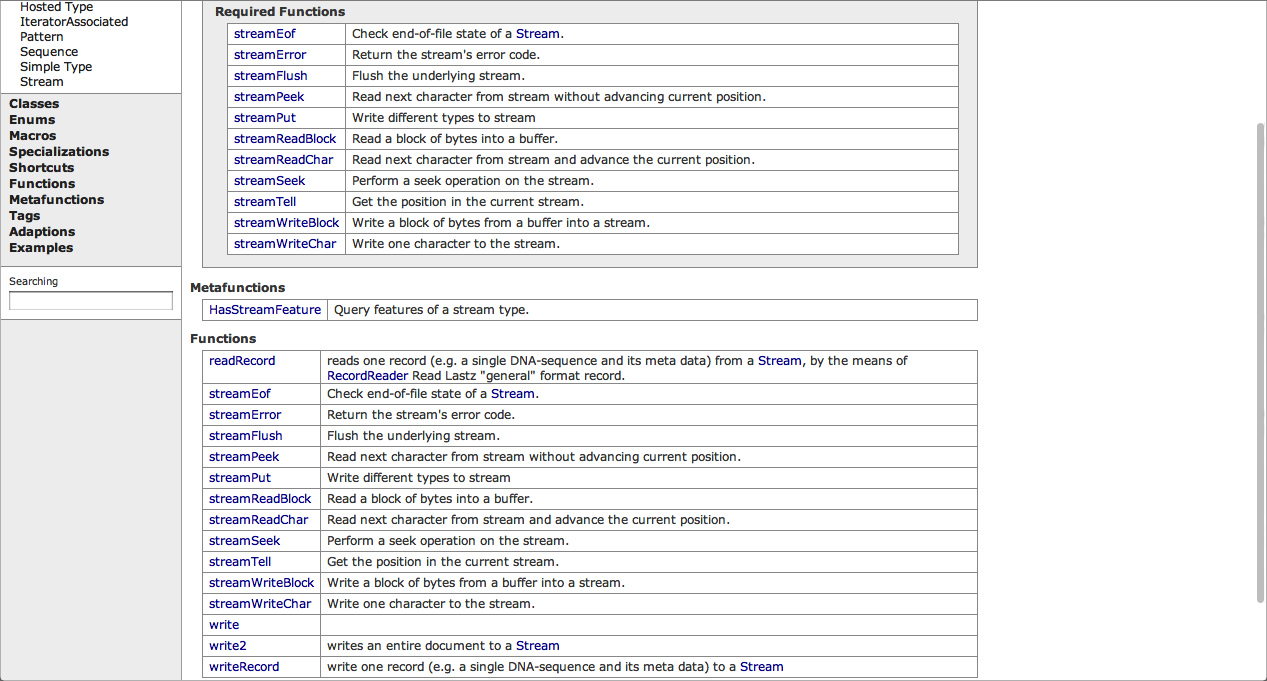 Hosted Type
IteratorAssociated
Pattern
Sequence
Simple Type
Stream
Classes
Enums
Macros
Specializations
Shortcuts
Functions
Metafunctions
Tags
Adaptions
Examples
Searching
Required Functions
streamEof Check end-of-file state of a Stream.
streamError Return the stream's error code.
streamFlush Flush the underlying stream.
streamPeek Read next character from stream without advancing current position.
streamPut Write different types to stream
streamReadBlock Read a block of bytes into a buffer.
streamReadChar Read next character from stream and advance the current position.
streamSeek Perform a seek operation on the stream.
streamTell Get the position in the current stream.
streamWriteBlock Write a block of bytes from a buffer into a stream.
streamWriteChar Write one character to the stream.
Metafunctions
HasStreamFeature Query features of a stream type.
Functions
readRecord reads one record (e.g. a single DNA-sequence and its meta data) from a Stream, by the means of
RecordReader Read Lastz "general" format record.
streamEof Check end-of-file state of a Stream.
streamError Return the stream's error code.
streamFlush Flush the underlying stream.
streamPeek Read next character from stream without advancing current position.
streamPut Write different types to stream
streamReadBlock Read a block of bytes into a buffer.
streamReadChar Read next character from stream and advance the current position.
streamSeek Perform a seek operation on the stream.
streamTell Get the position in the current stream.
streamWriteBlock Write a block of bytes from a buffer into a stream.
streamWriteChar Write one character to the stream.
write
write2 writes an entire document to a Stream
writeRecord write one record (e.g. a single DNA-sequence and its meta data) to a Stream